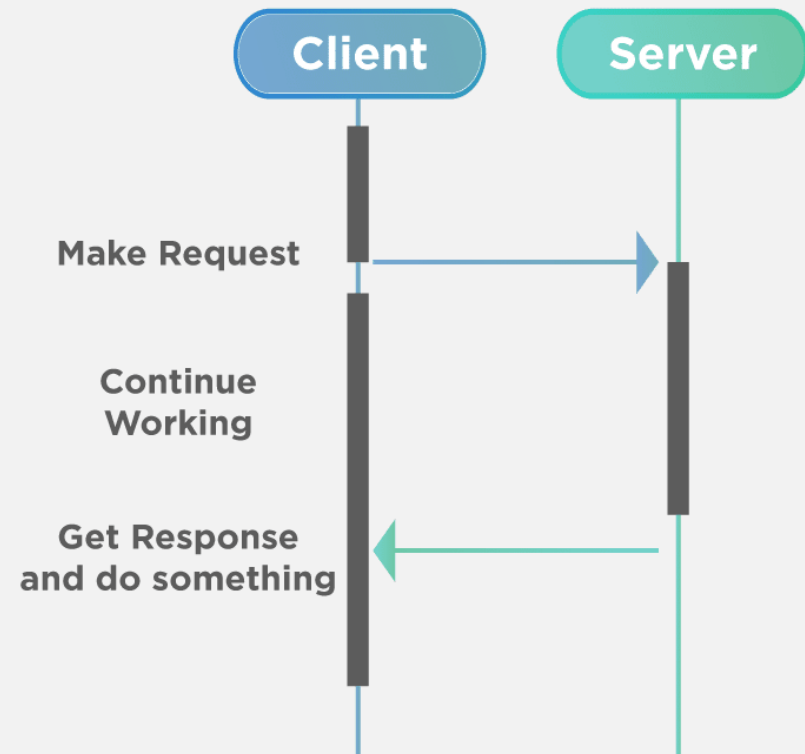 Client
Server
Make Request
Continue
Working
Get Response
and do something